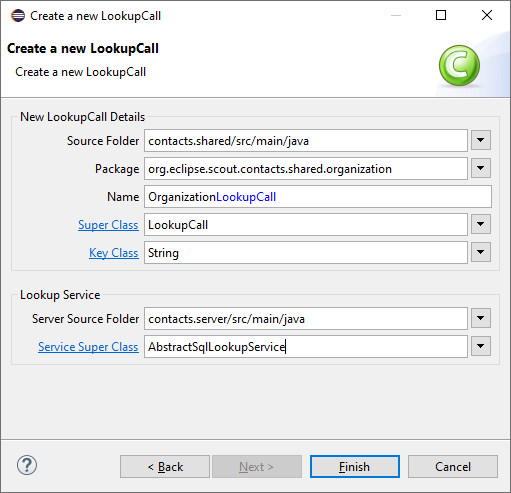 Create a new LookupCall
Create a new LookupCall
Create a new LookupCall
C
New LookupCall Details
Source Folder contacts.shared/src/main/java
Package org.eclipse.scout.contacts.shared.organization
Name OrganizationLookupCall
Super Class LookupCall
Key Class String
Lookup Service
Server Source Folder contacts.server/src/main/java
Service Super Class AbstractSqlLookupService
? < Back Next > Finish Cancel